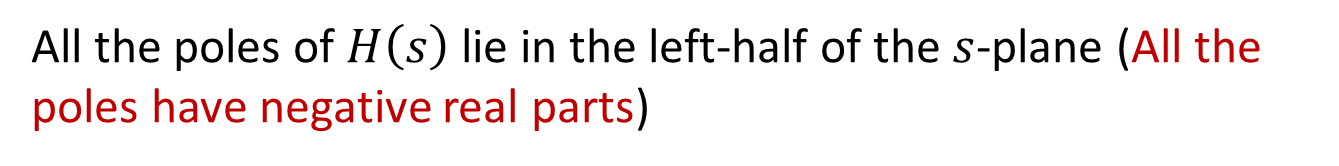 All the poles of H(s) lie in the left-half of the s-plane (All the
poles have negative real parts)